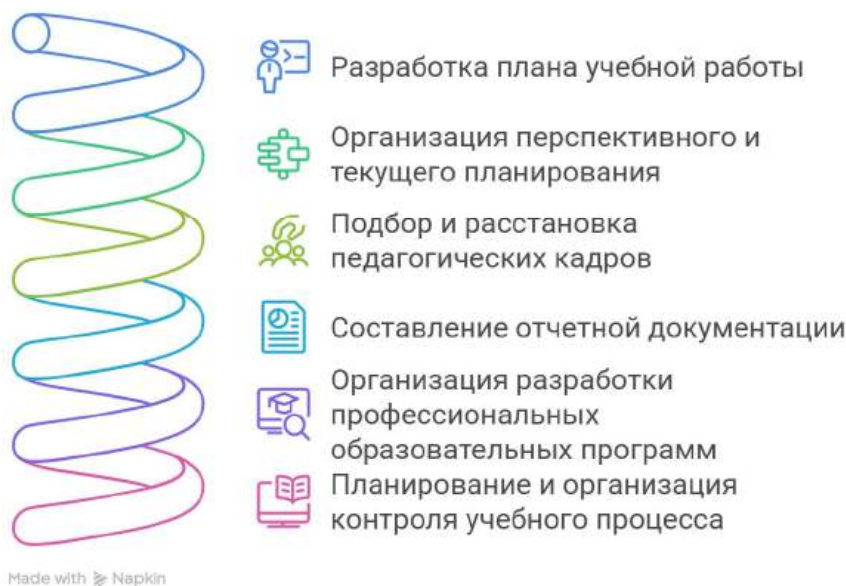 Разработка плана учебной работы
Организация перспективного и
текущего планирования
Подбор и расстановка
педагогических кадров
Составление отчетной документации
Организация разработки
профессиональных
образовательных программ
Планирование и организация
контроля учебного процесса
Made with Napkin